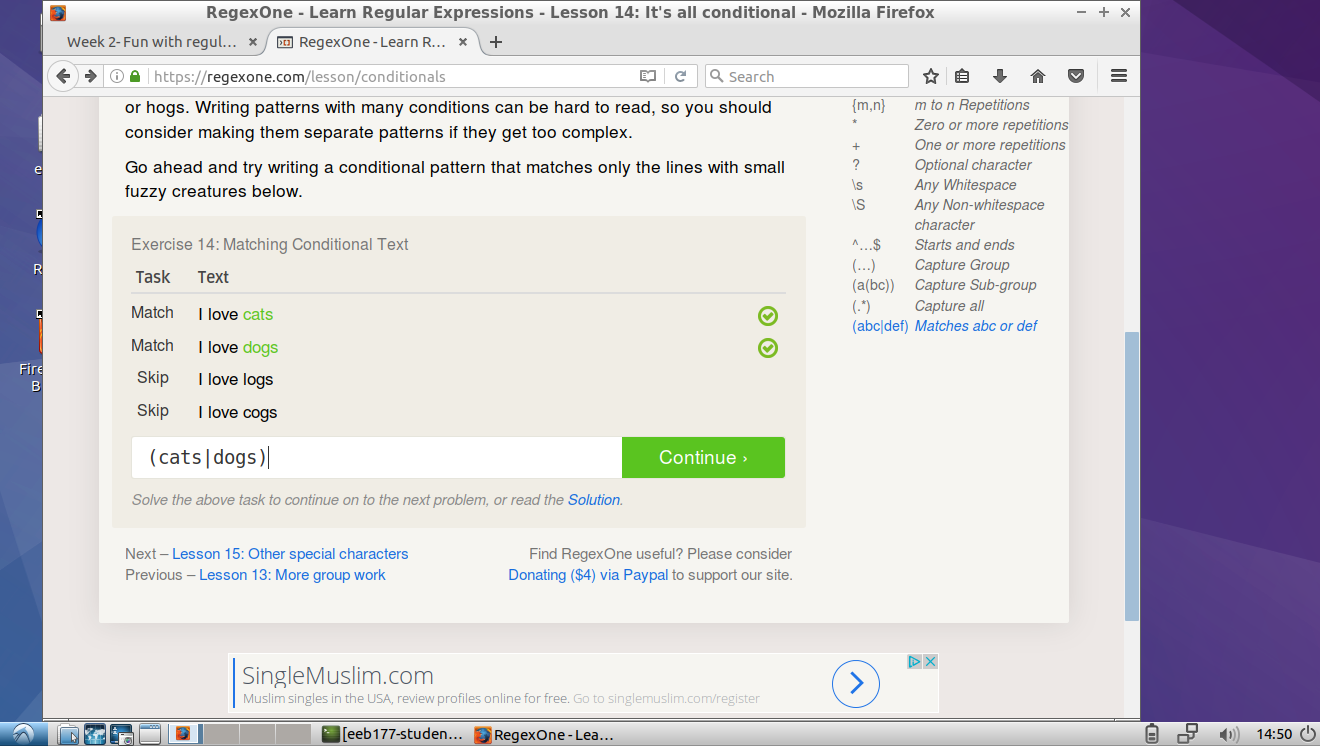 RegexOne - Learn Regular Expressions - Lesson 14: It's all conditional - Mozilla Firefox
Week 2- Fun with regul...
RegexOne - Learn R...
https://regexone.com/lesson/conditionals
Search
or hogs. Writing patterns with many conditions can be hard to read, so you should
consider making them separate patterns if they get too complex.
Go ahead and try writing a conditional pattern that matches only the lines with small
fuzzy creatures below.
Exercise 14: Matching Conditional Text
Task Text
Match I love cats
Match I love dogs
Skip I love logs
Skip I love cogs
(cats|dogs)
Continue ›
Solve the above task to continue on to the next problem, or read the Solution.
Next – Lesson 15: Other special characters
Previous – Lesson 13: More group work
Find RegexOne useful? Please consider
Donating ($4) via Paypal to support our site.
{m,n} m to n Repetitions
* Zero or more repetitions
+ One or more repetitions
? Optional character
\s Any Whitespace
\S Any Non-whitespace
character
^…$ Starts and ends
(…) Capture Group
(a(bc)) Capture Sub-group
(.*) Capture all
(abc|def) Matches abc or def
SingleMuslim.com
Muslim singles in the USA, review profiles online for free. Go to singlemuslim.com/register
e
R
Fire
B
[eeb177-studen...
RegexOne - Lea...
14:50